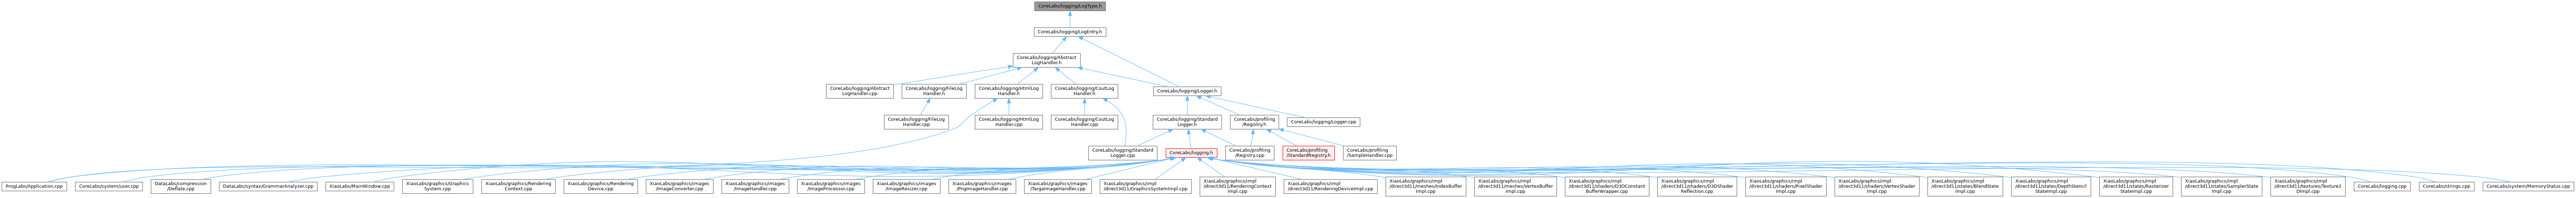 CoreLabs/logging/LogType.h
CoreLabs/logging/LogEntry.h
CoreLabs/logging/Abstract
LogHandler.h
CoreLabs/logging/Abstract
LogHandler.cpp
CoreLabs/logging/FileLog
Handler.h
CoreLabs/logging/HtmlLog
Handler.h
CoreLabs/logging/CoutLog
Handler.h
CoreLabs/logging/Logger.h
CoreLabs/logging/FileLog
Handler.cpp
CoreLabs/logging/HtmlLog
Handler.cpp
CoreLabs/logging/CoutLog
Handler.cpp
CoreLabs/logging/Standard
Logger.h
CoreLabs/profiling
/Registry.h
CoreLabs/logging/Logger.cpp
CoreLabs/logging/Standard
Logger.cpp
CoreLabs/logging.h
CoreLabs/profiling
/Registry.cpp
CoreLabs/profiling
/StandardRegistry.h
CoreLabs/profiling
/SampleHandler.cpp
ProgLabs/Application.cpp
CoreLabs/system/user.cpp
DataLabs/compression
/Deflate.cpp
DataLabs/syntax/GrammarAnalyzer.cpp
XiaoLabs/MainWindow.cpp
XiaoLabs/graphics/Graphics
System.cpp
XiaoLabs/graphics/Rendering
Context.cpp
XiaoLabs/graphics/Rendering
Device.cpp
XiaoLabs/graphics/images
/ImageConverter.cpp
XiaoLabs/graphics/images
/ImageHandler.cpp
XiaoLabs/graphics/images
/ImageProcessor.cpp
XiaoLabs/graphics/images
/ImageResizer.cpp
XiaoLabs/graphics/images
/PngImageHandler.cpp
XiaoLabs/graphics/images
/TargaImageHandler.cpp
XiaoLabs/graphics/impl
/direct3d11/GraphicsSystemImpl.cpp
XiaoLabs/graphics/impl
/direct3d11/RenderingContext
Impl.cpp
XiaoLabs/graphics/impl
/direct3d11/RenderingDeviceImpl.cpp
XiaoLabs/graphics/impl
/direct3d11/meshes/IndexBuffer
Impl.cpp
XiaoLabs/graphics/impl
/direct3d11/meshes/VertexBuffer
Impl.cpp
XiaoLabs/graphics/impl
/direct3d11/shaders/D3DConstant
BufferWrapper.cpp
XiaoLabs/graphics/impl
/direct3d11/shaders/D3DShader
Reflection.cpp
XiaoLabs/graphics/impl
/direct3d11/shaders/PixelShader
Impl.cpp
XiaoLabs/graphics/impl
/direct3d11/shaders/VertexShader
Impl.cpp
XiaoLabs/graphics/impl
/direct3d11/states/BlendState
Impl.cpp
XiaoLabs/graphics/impl
/direct3d11/states/DepthStencil
StateImpl.cpp
XiaoLabs/graphics/impl
/direct3d11/states/Rasterizer
StateImpl.cpp
XiaoLabs/graphics/impl
/direct3d11/states/SamplerState
Impl.cpp
XiaoLabs/graphics/impl
/direct3d11/textures/Texture2
DImpl.cpp
CoreLabs/logging.cpp
CoreLabs/strings.cpp
CoreLabs/system/MemoryStatus.cpp